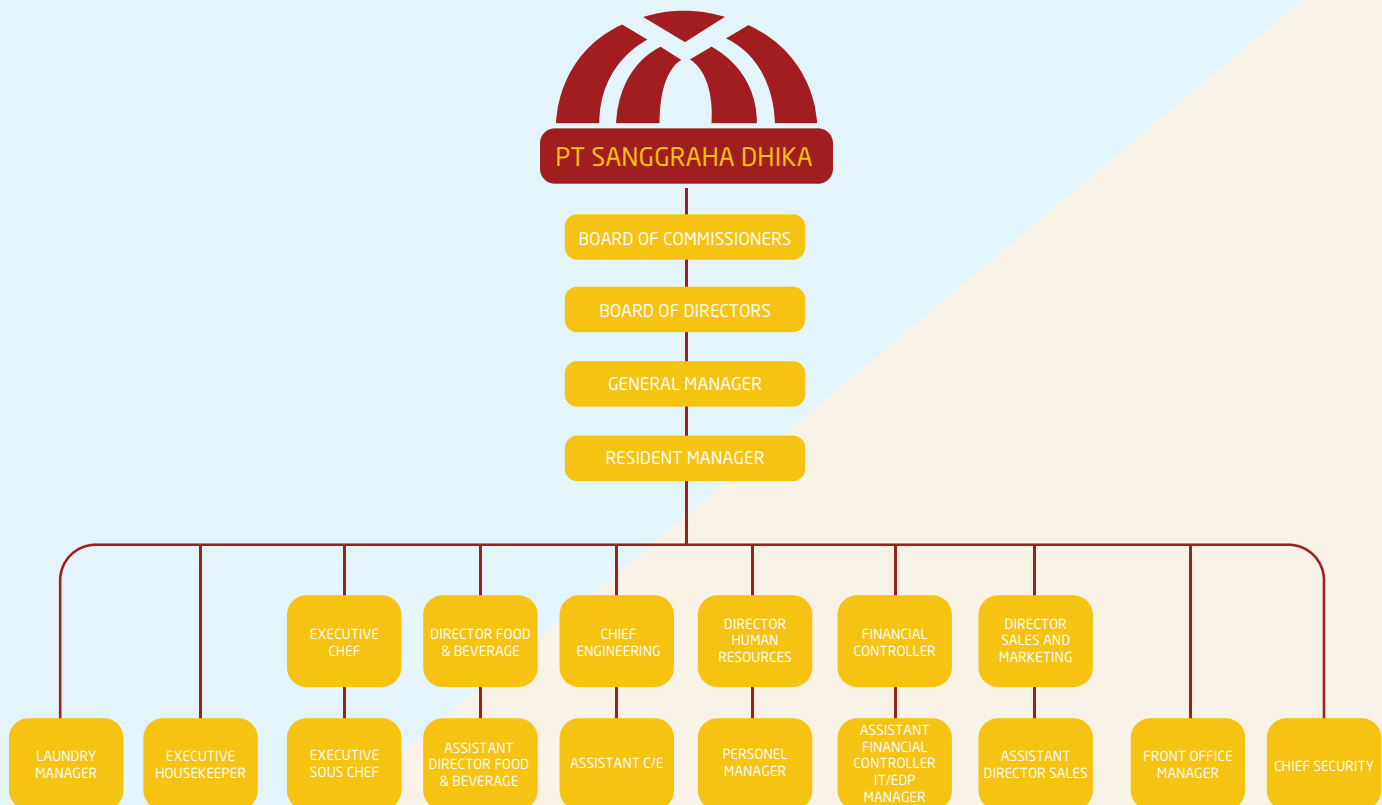 PT SANGGRAHA DHIKA
BOARD OF COMMISSIONERS
BOARD OF DIRECTORS
GENERAL MANAGER
RESIDENT MANAGER
EXECUTIVE
CHEF
DIRECTOR FOOD
& BEVERAGE
CHIEF
ENGINEERING
DIRECTOR
HUMAN
RESOURCES
FINANCIAL
CONTROLLER
DIRECTOR
SALES AND
MARKETING
LAUNDRY
MANAGER
EXECUTIVE
HOUSEKEEPER
EXECUTIVE
SOUS CHEF
ASSISTANT
DIRECTOR FOOD
& BEVERAGE
ASSISTANT C/E
PERSONEL
MANAGER
ASSISTANT
FINANCIAL
CONTROLLER
IT/EDP
MANAGER
ASSISTANT
DIRECTOR SALES
FRONT OFFICE
MANAGER
CHIEF SECURITY